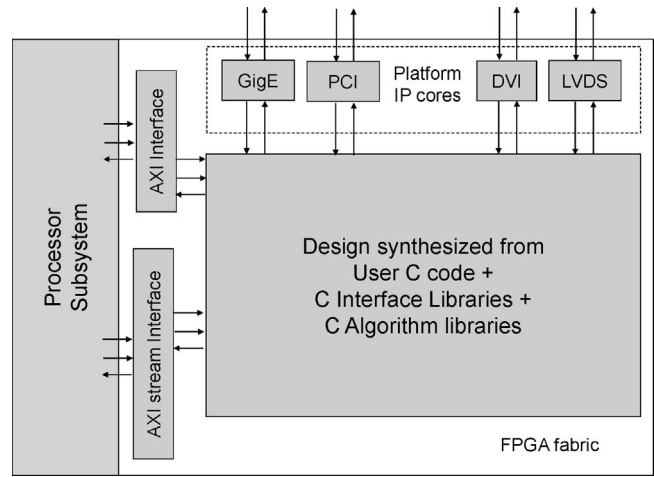 GigE
PCI
Platform
IP cores
DVI
LVDS
AXI Interface
Processor
Subsystem
Design synthesized from
User C code +
C Interface Libraries +
C Algorithm libraries
AXI stream Interface
FPGA fabric